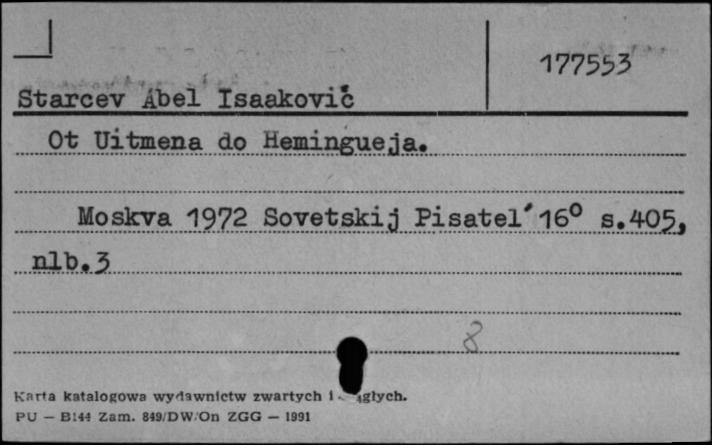 177553
Starcev Abel Isaakovič
Ot Uitmena do Hemingueja.
Moskva 1972 Sovetskij Pisatel' 16° s.405,
nlb.3
8
Karta katalogowa wydawnictw zwartych i
PU — B144 Zam. 849/DW/On ZGG — 1991